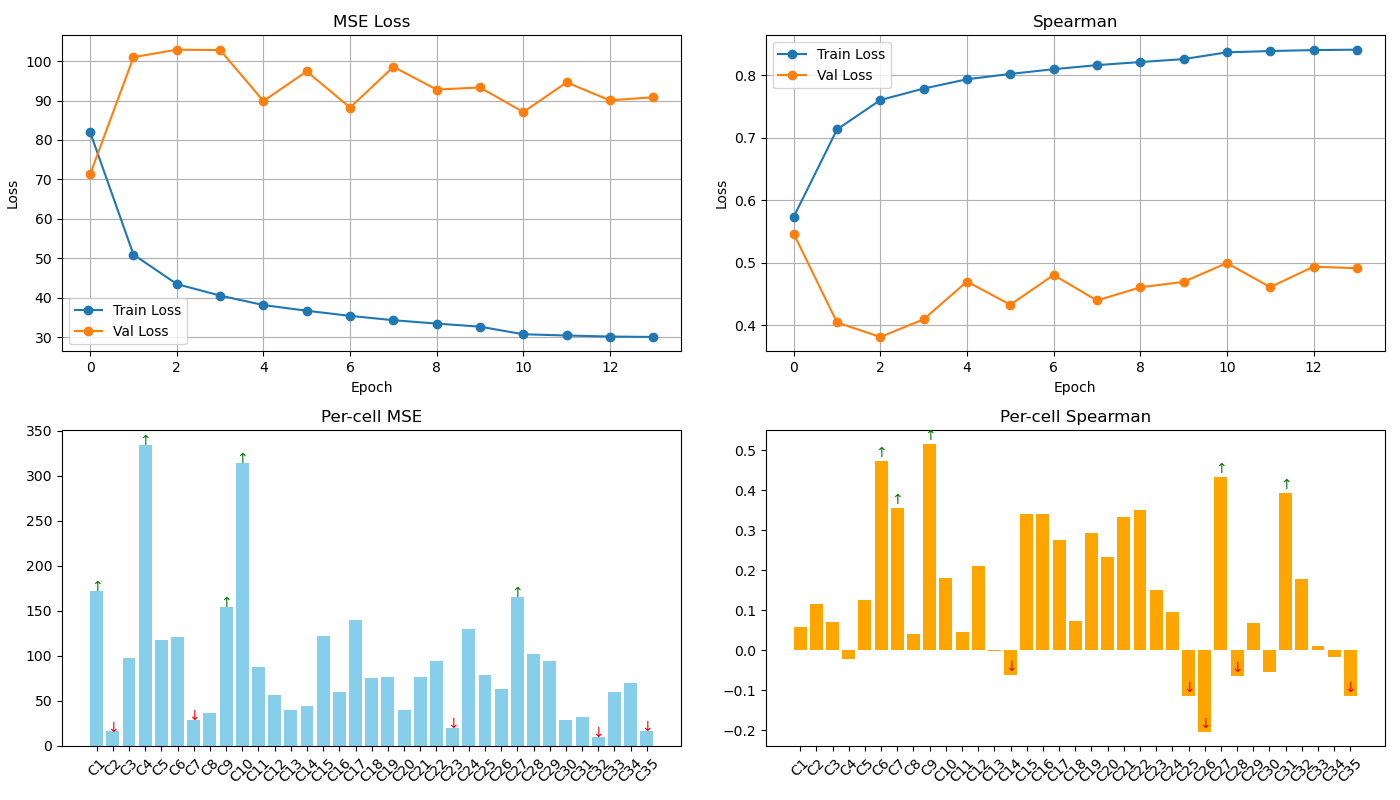 MSE Loss
Loss
100
90
80
70
60
50
40
30
Train Loss
Val Loss
0 2 4 6 8 10 12
Epoch
Spearman
Loss
0.8
0.7
0.6
0.5
0.4
Train Loss
Val Loss
0 2 4 6 8 10 12
Epoch
Per-cell MSE
350
300
250
200
150
100
50
0
↑ ↓ ↑ ↓ ↑ ↑ ↓ ↑ ↓ ↓
C1 C2 C3 C4 C5 C6 C7 C8 C9 C10 C11 C12 C13 C14 C15 C16 C17 C18 C19 C20 C21 C22 C23 C24 C25 C26 C27 C28 C29 C30 C31 C32 C33 C34 C35
Per-cell Spearman
0.5
0.4
0.3
0.2
0.1
0.0
−0.1
−0.2
↑ ↑ ↑ ↓ ↓ ↓ ↑ ↓ ↑ ↓
C1 C2 C3 C4 C5 C6 C7 C8 C9 C10 C11 C12 C13 C14 C15 C16 C17 C18 C19 C20 C21 C22 C23 C24 C25 C26 C27 C28 C29 C30 C31 C32 C33 C34 C35